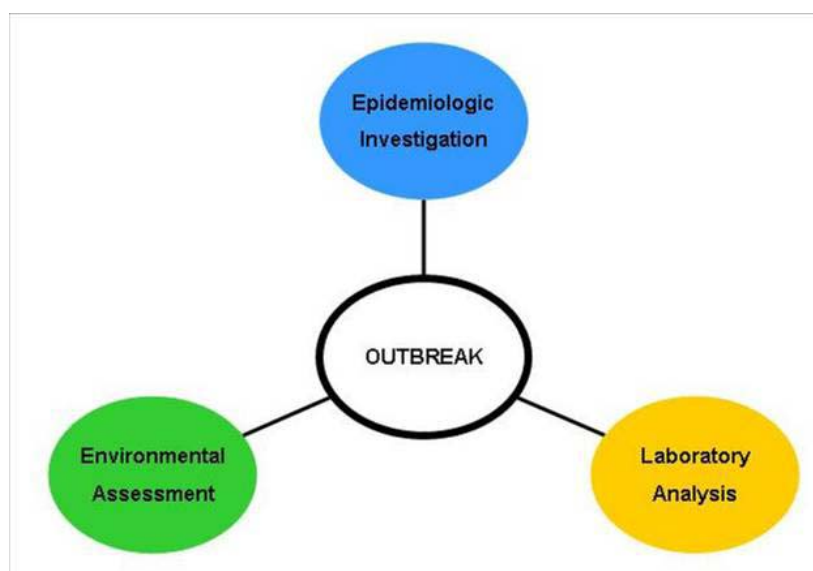 Epidemiologic
Investigation
OUTBREAK
Environmental
Assessment
Laboratory
Analysis